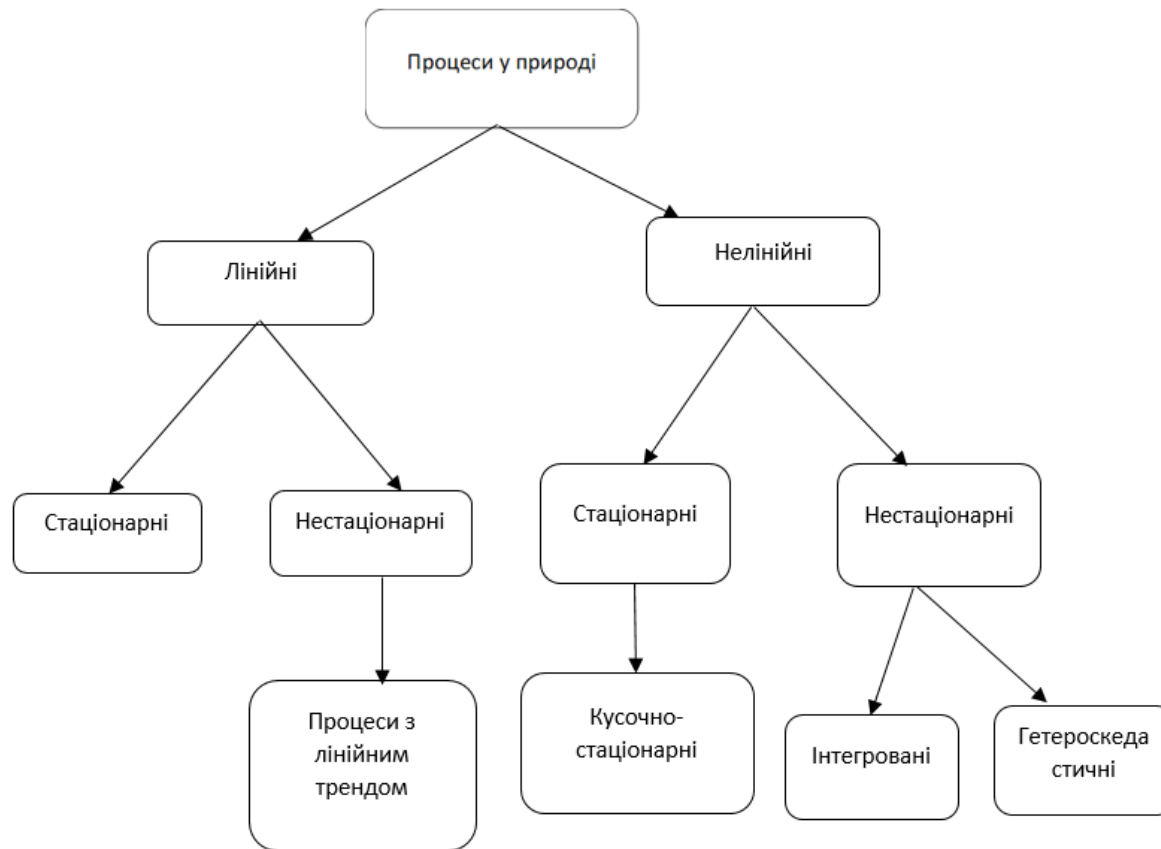 Процеси у природі
Лінійні
Нелінійні
Стаціонарні
Нестаціонарні
Стаціонарні
Нестаціонарні
Процеси з
лінійним
трендом
Кусочно-
стаціонарні
Інтегровані
Гетероскеда
стичні